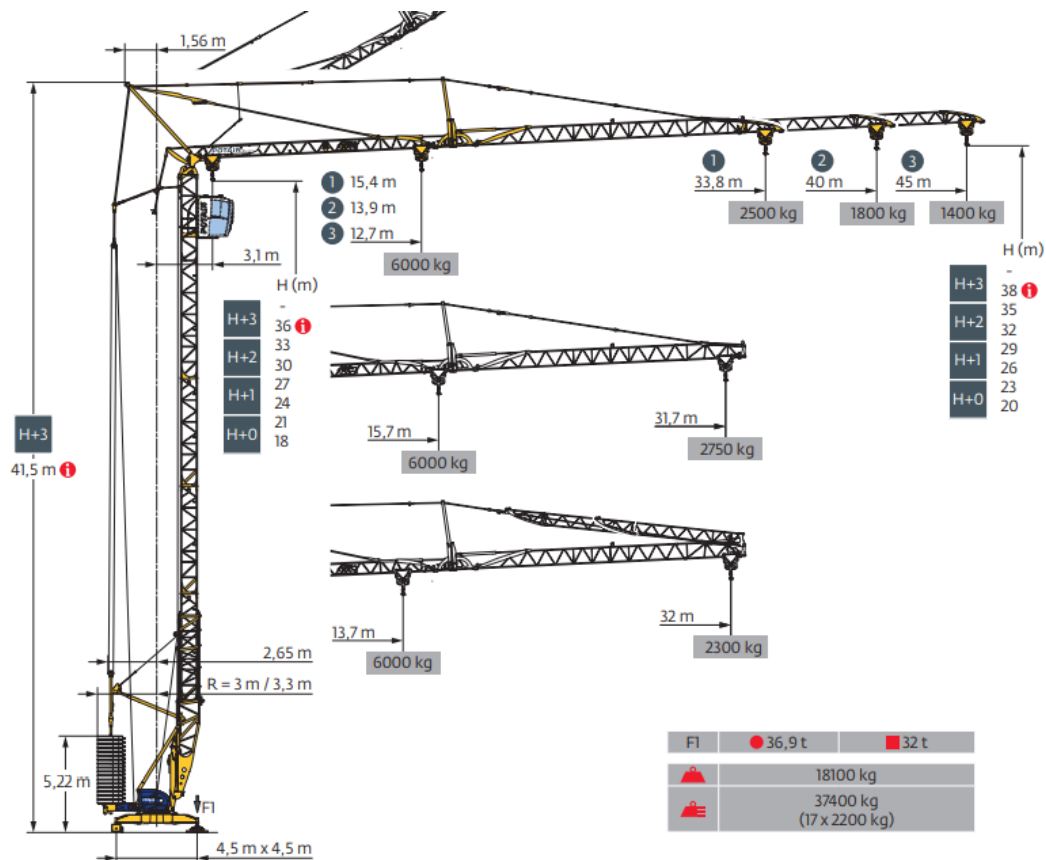 1,56 m
1 15,4 m
2 13,9 m
3 12,7 m
6000 kg
1
33,8 m
2500 kg
2
40 m
1800 kg
3
45 m
1400 kg
3,1 m
H (m)
-
H+3
36 i
33
H+2
30
27
H+1
24
21
H+0
18
H (m)
-
H+3
38 i
35
H+2
32
29
H+1
26
23
H+0
20
POTAIN
H+3
41,5 m i
15,7 m
6000 kg
31,7 m
2750 kg
13,7 m
6000 kg
32 m
2300 kg
2,65 m
R = 3 m / 3,3 m
5,22 m
F1
4,5 m x 4,5 m
F1 36,9 t 32 t
18100 kg
37400 kg
(17 x 2200 kg)